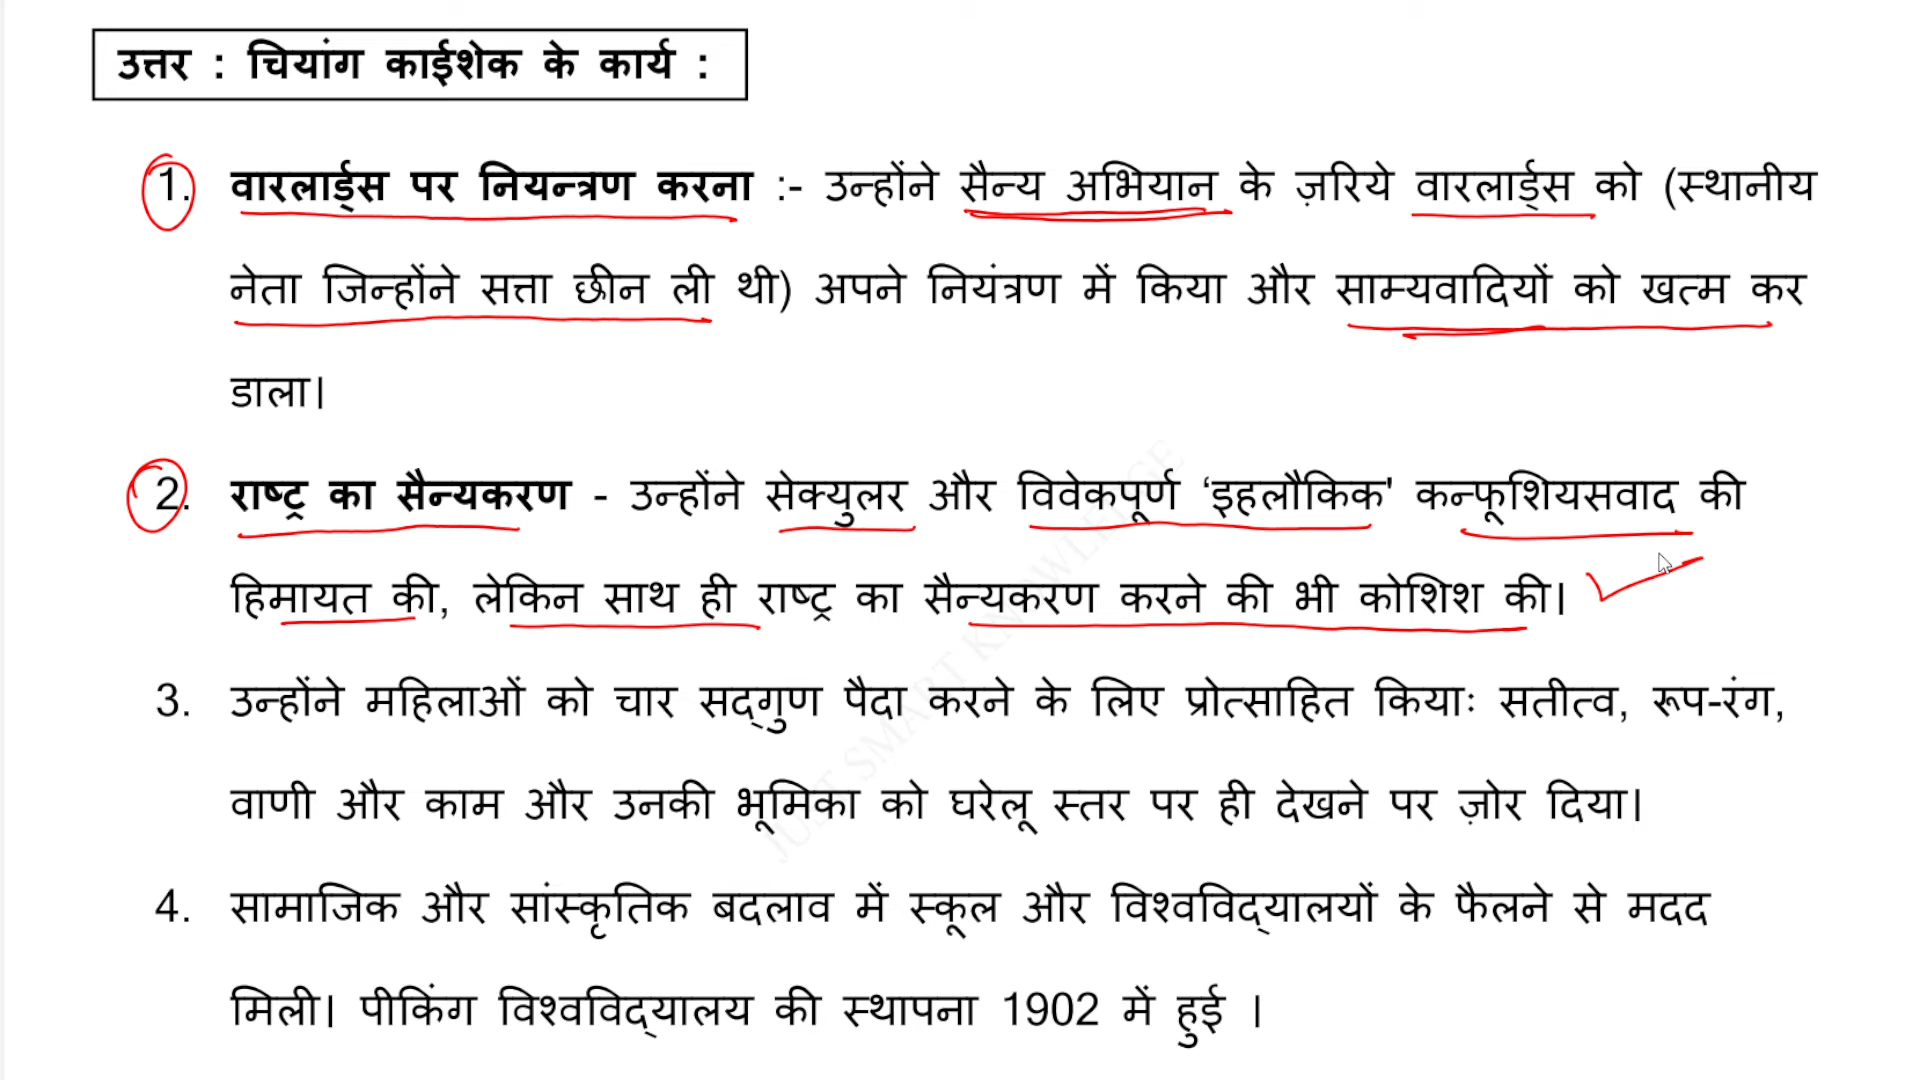 उत्तर : चियांग काईशेक के कार्य :
1. वारलार्ड्स पर नियन्त्रण करना :- उन्होंने सैन्य अभियान के ज़रिये वारलार्ड्स को (स्थानीय
नेता जिन्होंने सत्ता छीन ली थी) अपने नियंत्रण में किया और साम्यवादियों को खत्म कर
डाला।
2. राष्ट्र का सैन्यकरण - उन्होंने सेक्युलर और विवेकपूर्ण ‘इहलौकिक' कन्फूशियसवाद की
हिमायत की, लेकिन साथ ही राष्ट्र का सैन्यकरण करने की भी कोशिश की।
3. उन्होंने महिलाओं को चार सद्गुण पैदा करने के लिए प्रोत्साहित कियाः सतीत्व, रूप-रंग,
वाणी और काम और उनकी भूमिका को घरेलू स्तर पर ही देखने पर ज़ोर दिया।
4. सामाजिक और सांस्कृतिक बदलाव में स्कूल और विश्वविद्यालयों के फैलने से मदद
मिली। पीकिंग विश्वविद्यालय की स्थापना 1902 में हुई ।
JUST SMART KNOWLEDGE